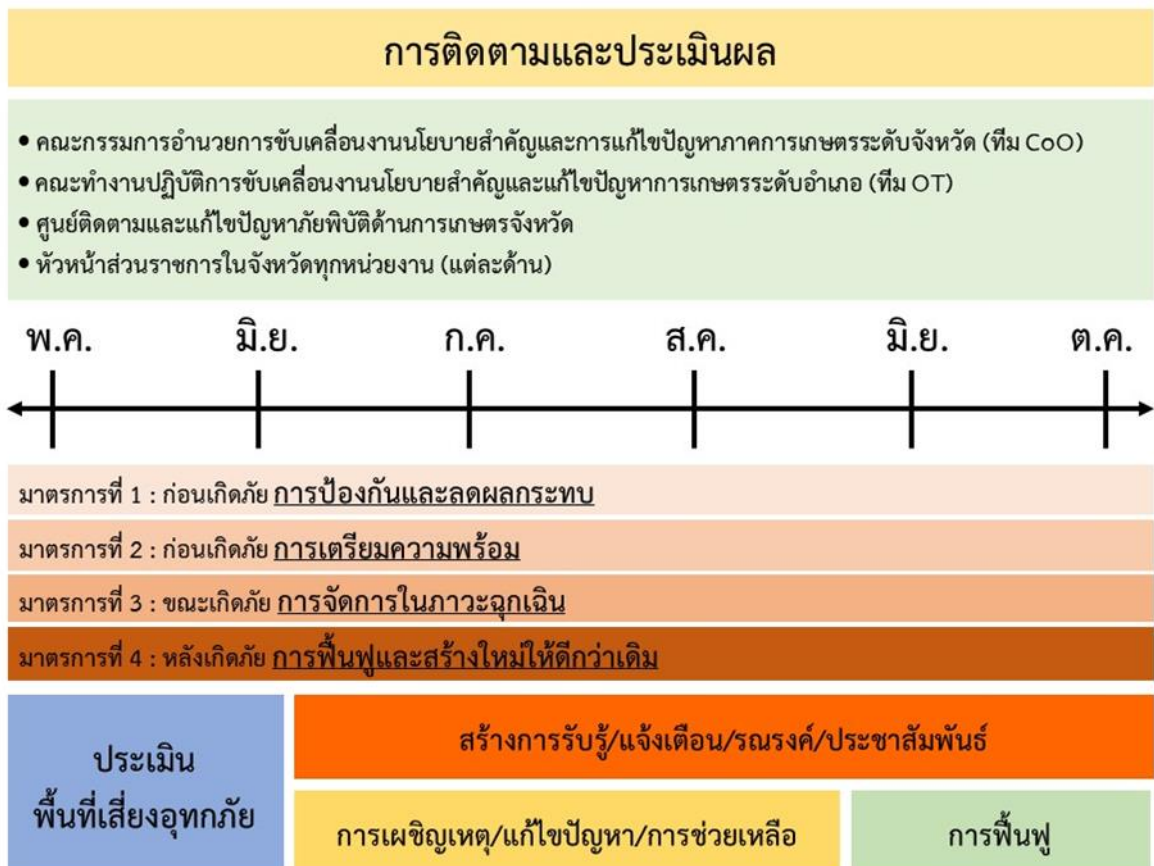 การติดตามและประเมินผล
• คณะกรรมการอำนวยการขับเคลื่อนงานนโยบายสำคัญและการแก้ไขปัญหาภาคการเกษตรระดับจังหวัด (ทีม CoO)
• คณะทำงานปฏิบัติการขับเคลื่อนงานนโยบายสำคัญและแก้ไขปัญหาการเกษตรระดับอำเภอ (ทีม OT)
• ศูนย์ติดตามและแก้ไขปัญหาภัยพิบัติด้านการเกษตรจังหวัด
• หัวหน้าส่วนราชการในจังหวัดทุกหน่วยงาน (แต่ละด้าน)
พ.ค. มิ.ย. ก.ค. ส.ค. มิ.ย. ต.ค.
มาตรการที่ 1 : ก่อนเกิดภัย การป้องกันและลดผลกระทบ
มาตรการที่ 2 : ก่อนเกิดภัย การเตรียมความพร้อม
มาตรการที่ 3 : ขณะเกิดภัย การจัดการในภาวะฉุกเฉิน
มาตรการที่ 4 : หลังเกิดภัย การฟื้นฟูและสร้างใหม่ให้ดีกว่าเดิม
ประเมิน
พื้นที่เสี่ยงอุทกภัย
สร้างการรับรู้/แจ้งเตือน/รณรงค์/ประชาสัมพันธ์
การเผชิญเหตุ/แก้ไขปัญหา/การช่วยเหลือ
การฟื้นฟู